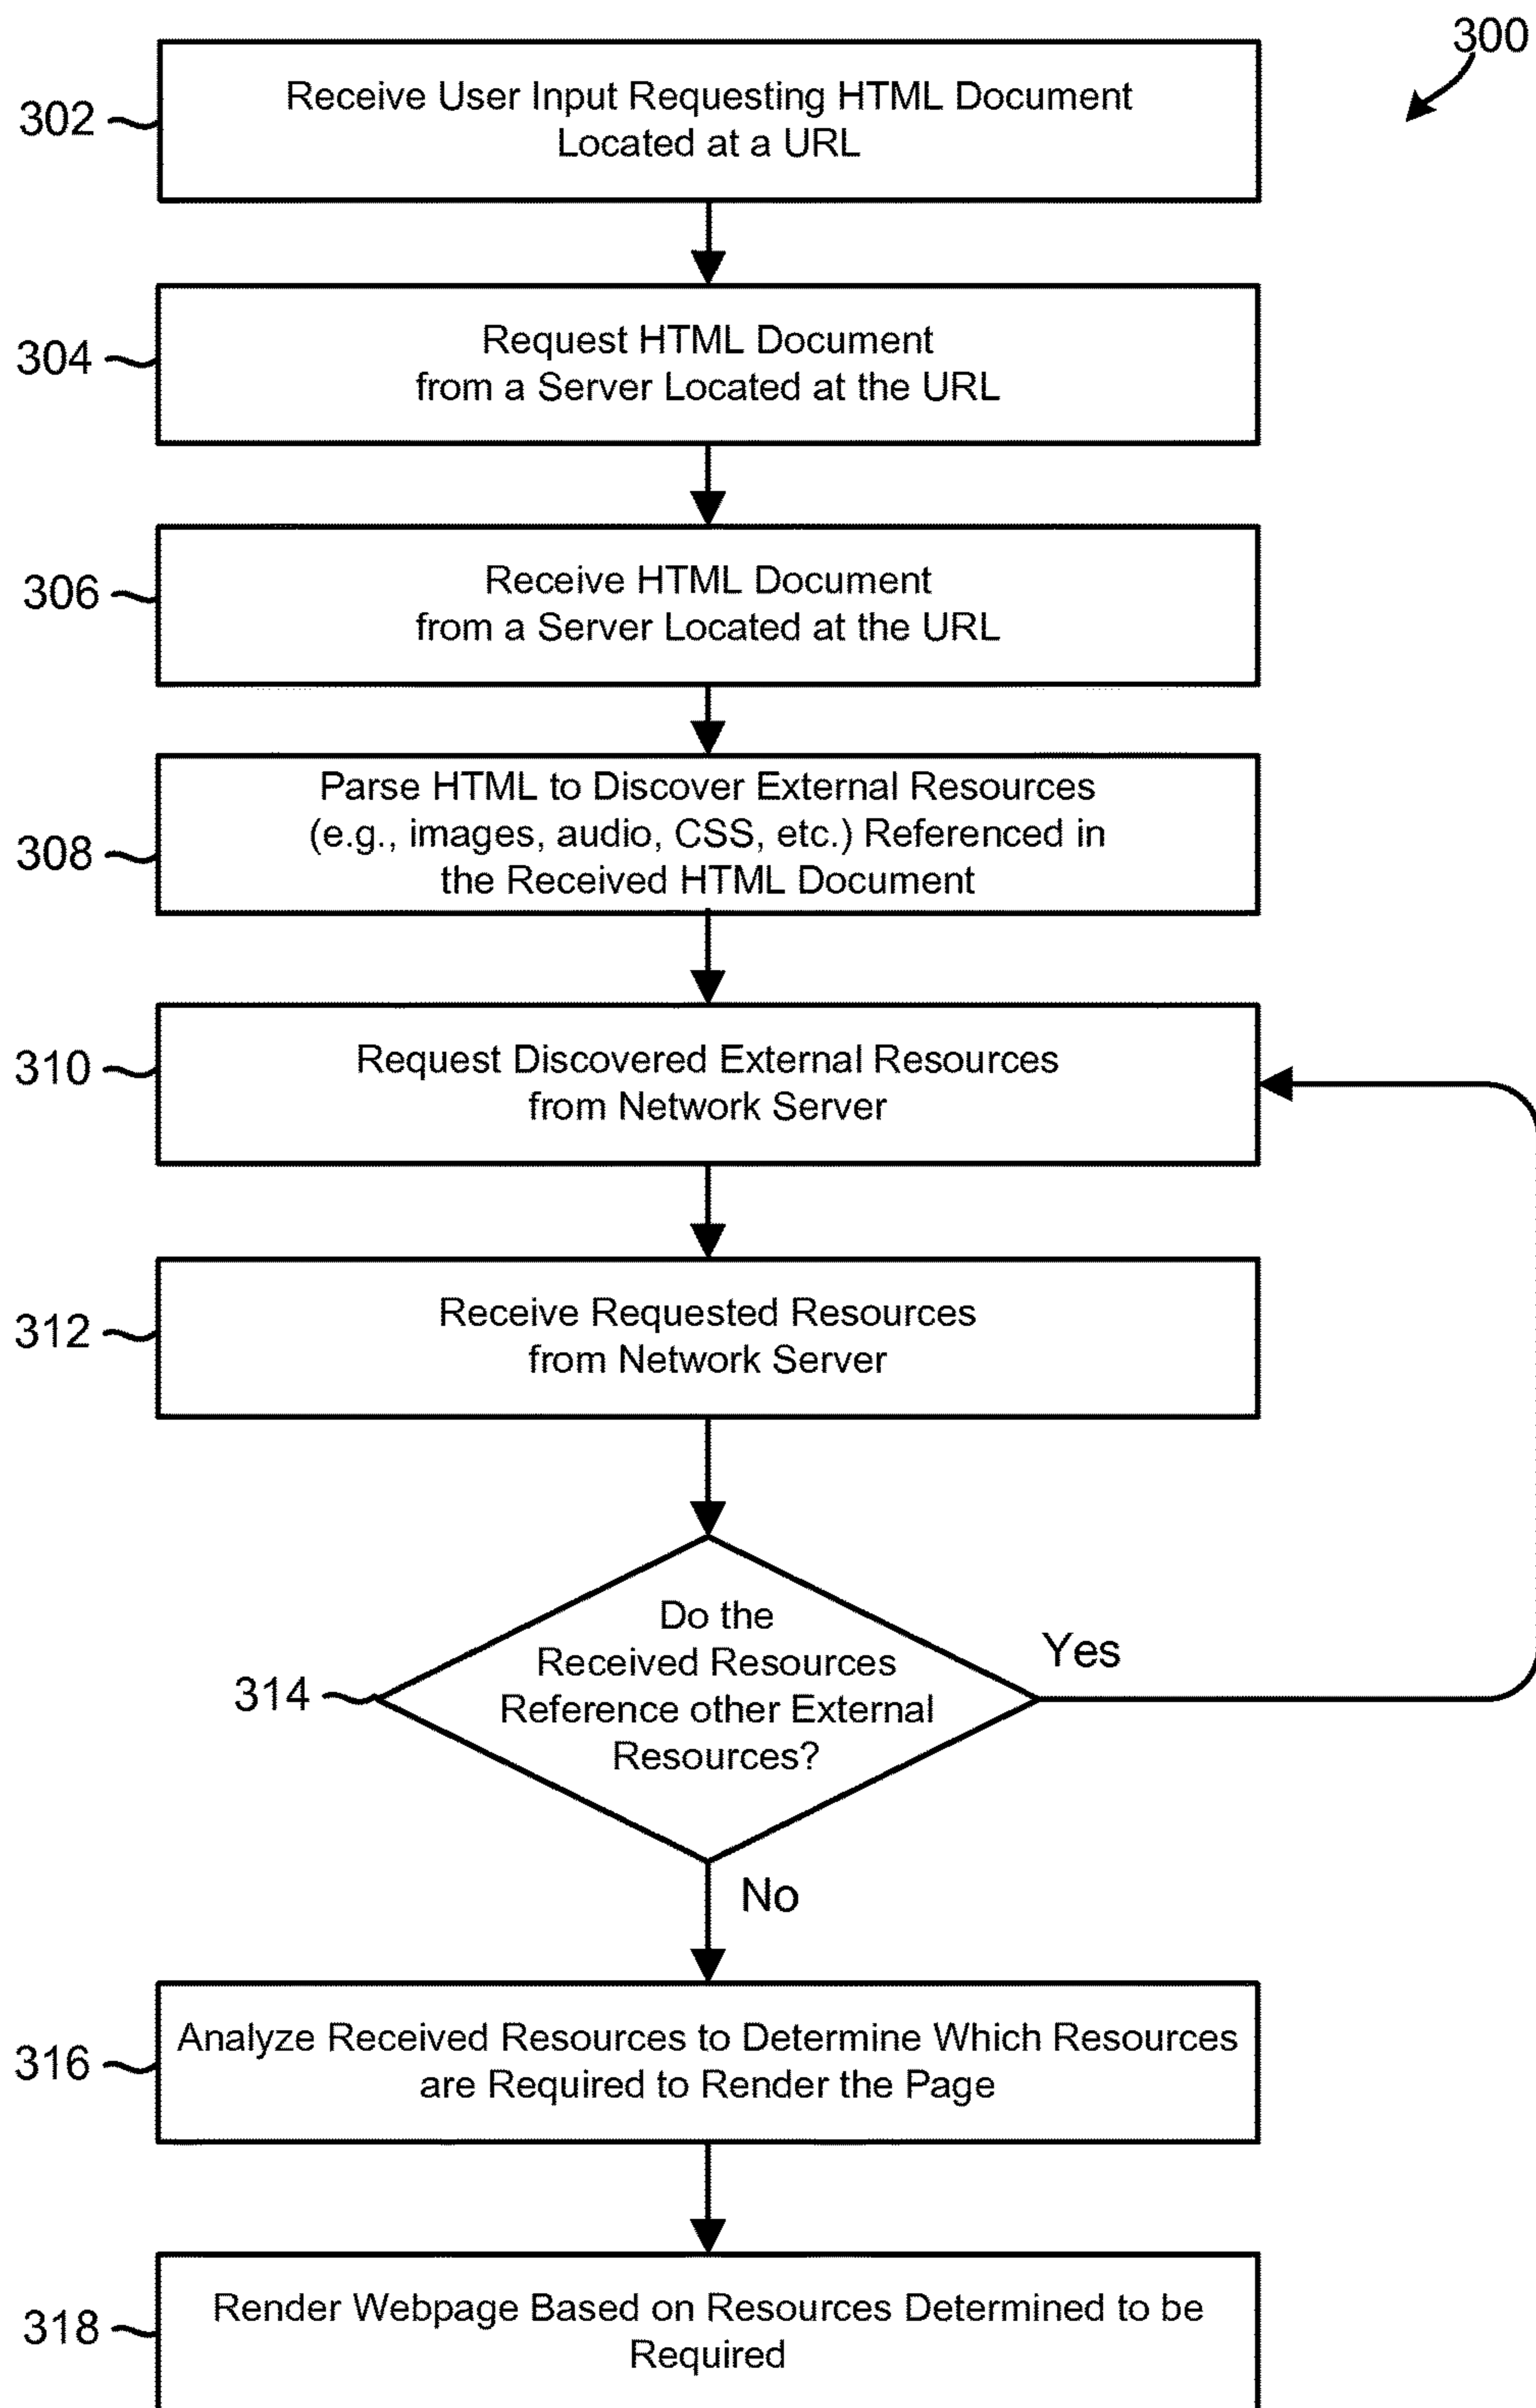 300
302
Receive User Input Requesting HTML Document
Located at a URL
304
Request HTML Document
from a Server Located at the URL
306
Receive HTML Document
from a Server Located at the URL
308
Parse HTML to Discover External Resources
(e.g., images, audio, CSS, etc.) Referenced in
the Received HTML Document
310
Request Discovered External Resources
from Network Server
312
Receive Requested Resources
from Network Server
314
Do the
Received Resources
Reference other External
Resources?
Yes
No
316
Analyze Received Resources to Determine Which Resources
are Required to Render the Page
318
Render Webpage Based on Resources Determined to be
Required